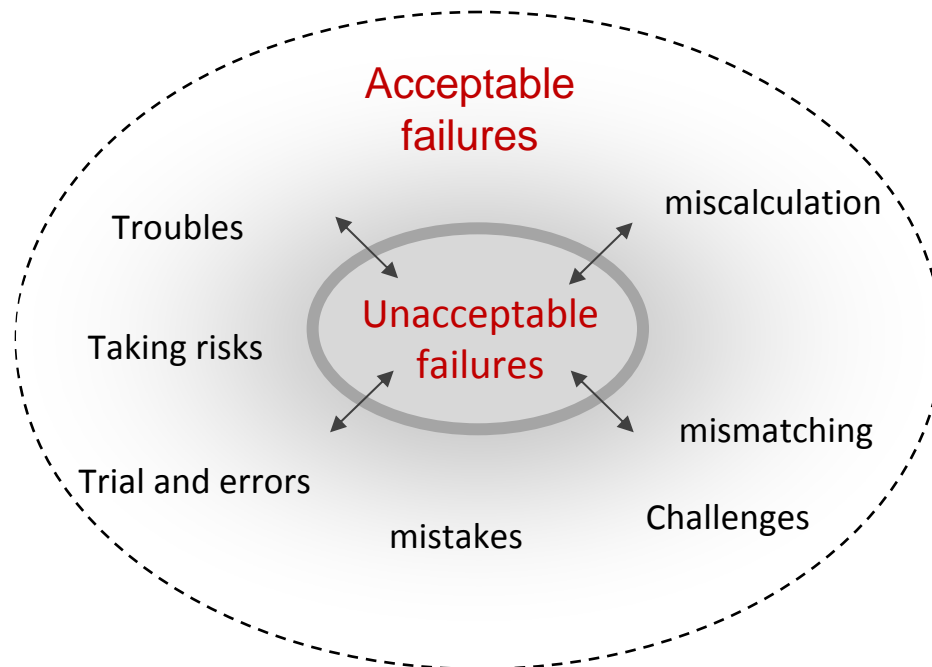 Acceptable
failures
miscalculation
Troubles
Unacceptable
failures
Taking risks
mismatching
Trial and errors
Challenges
mistakes